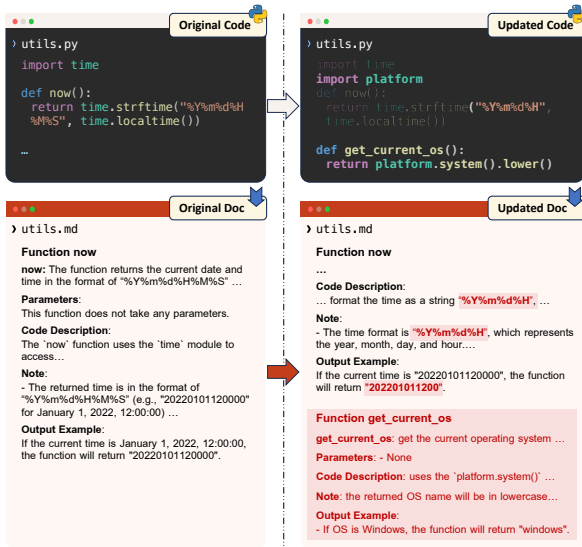 Original Code
utils.py
import time
def now():
return time.strftime("%Y%m%d%H
%M%S", time.localtime())
…
Updated Code
utils.py
import time
import platform
def now():
return time.strftime("%Y%m%d%H",
time.localtime())
def get_current_os():
return platform.system().lower()
Original Doc
utils.md
Function now
now: The function returns the current date and
time in the format of “%Y%m%d%H%M%S” …
Parameters:
This function does not take any parameters.
Code Description:
The `now` function uses the `time` module to
access…
Note:
- The returned time is in the format of
“%Y%m%d%H%M%S” (e.g., "20220101120000"
for January 1, 2022, 12:00:00) …
Output Example:
If the current time is January 1, 2022, 12:00:00,
the function will return "20220101120000".
Updated Doc
utils.md
Function now
…
Code Description:
… format the time as a string “%Y%m%d%H”, …
Note:
- The time format is “%Y%m%d%H”, which represents
the year, month, day, and hour.…
Output Example:
If the current time is "20220101120000", the function
will return "202201011200".
Function get_current_os
get_current_os: get the current operating system …
Parameters: - None
Code Description: uses the `platform.system()` …
Note: the returned OS name will be in lowercase…
Output Example:
- If OS is Windows, the function will return "windows".